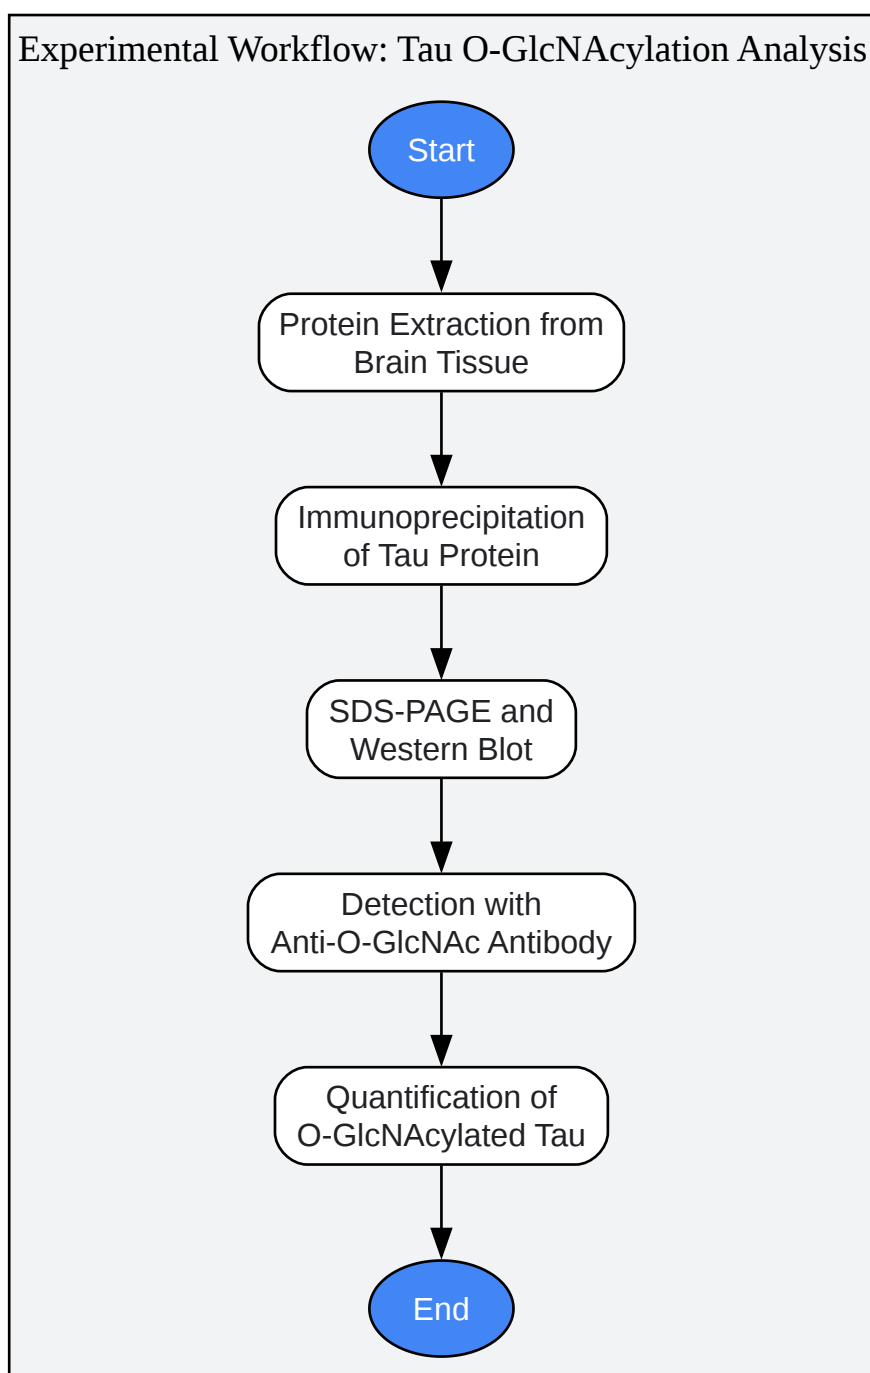 Experimental Workflow: Tau O-GlcNAcylation Analysis
Start
Protein Extraction from
Brain Tissue
Immunoprecipitation
of Tau Protein
SDS-PAGE and
Western Blot
Detection with
Anti-O-GlcNAc Antibody
Quantification of
O-GlcNAcylated Tau
End